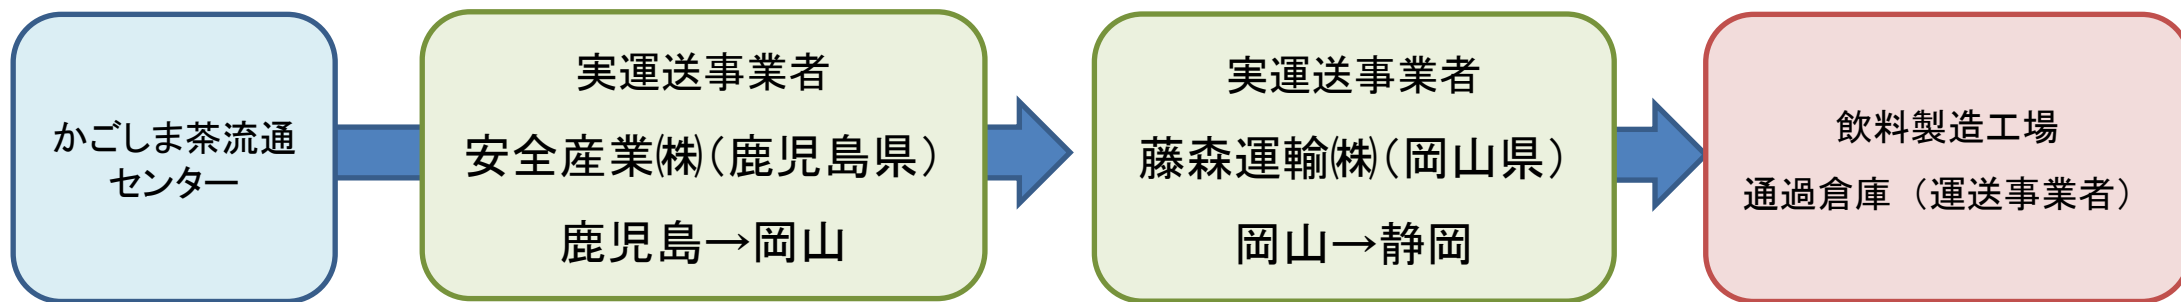 かごしま茶流通
センター
実運送事業者
安全産業㈱（鹿児島県）
鹿児島→岡山
実運送事業者
藤森運輸㈱（岡山県）
岡山→静岡
飲料製造工場
通過倉庫（運送事業者）